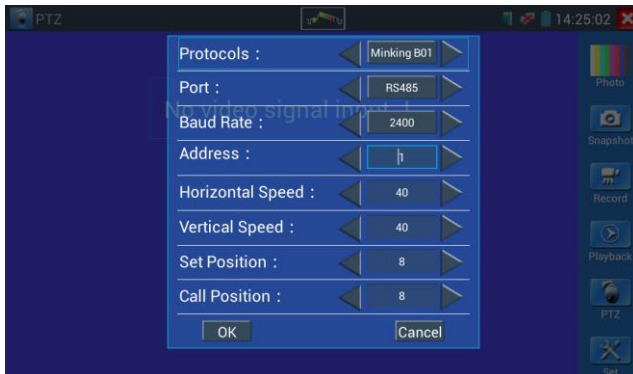 PTZ
14:25:02
Protocols : Minking B01
Port : RS485
No video signal input !
Baud Rate : 2400
Address : 1
Horizontal Speed : 40
Vertical Speed : 40
Set Position : 8
Call Position : 8
OK Cancel
Photo
Snapshot
Record
Playback
PTZ
Set